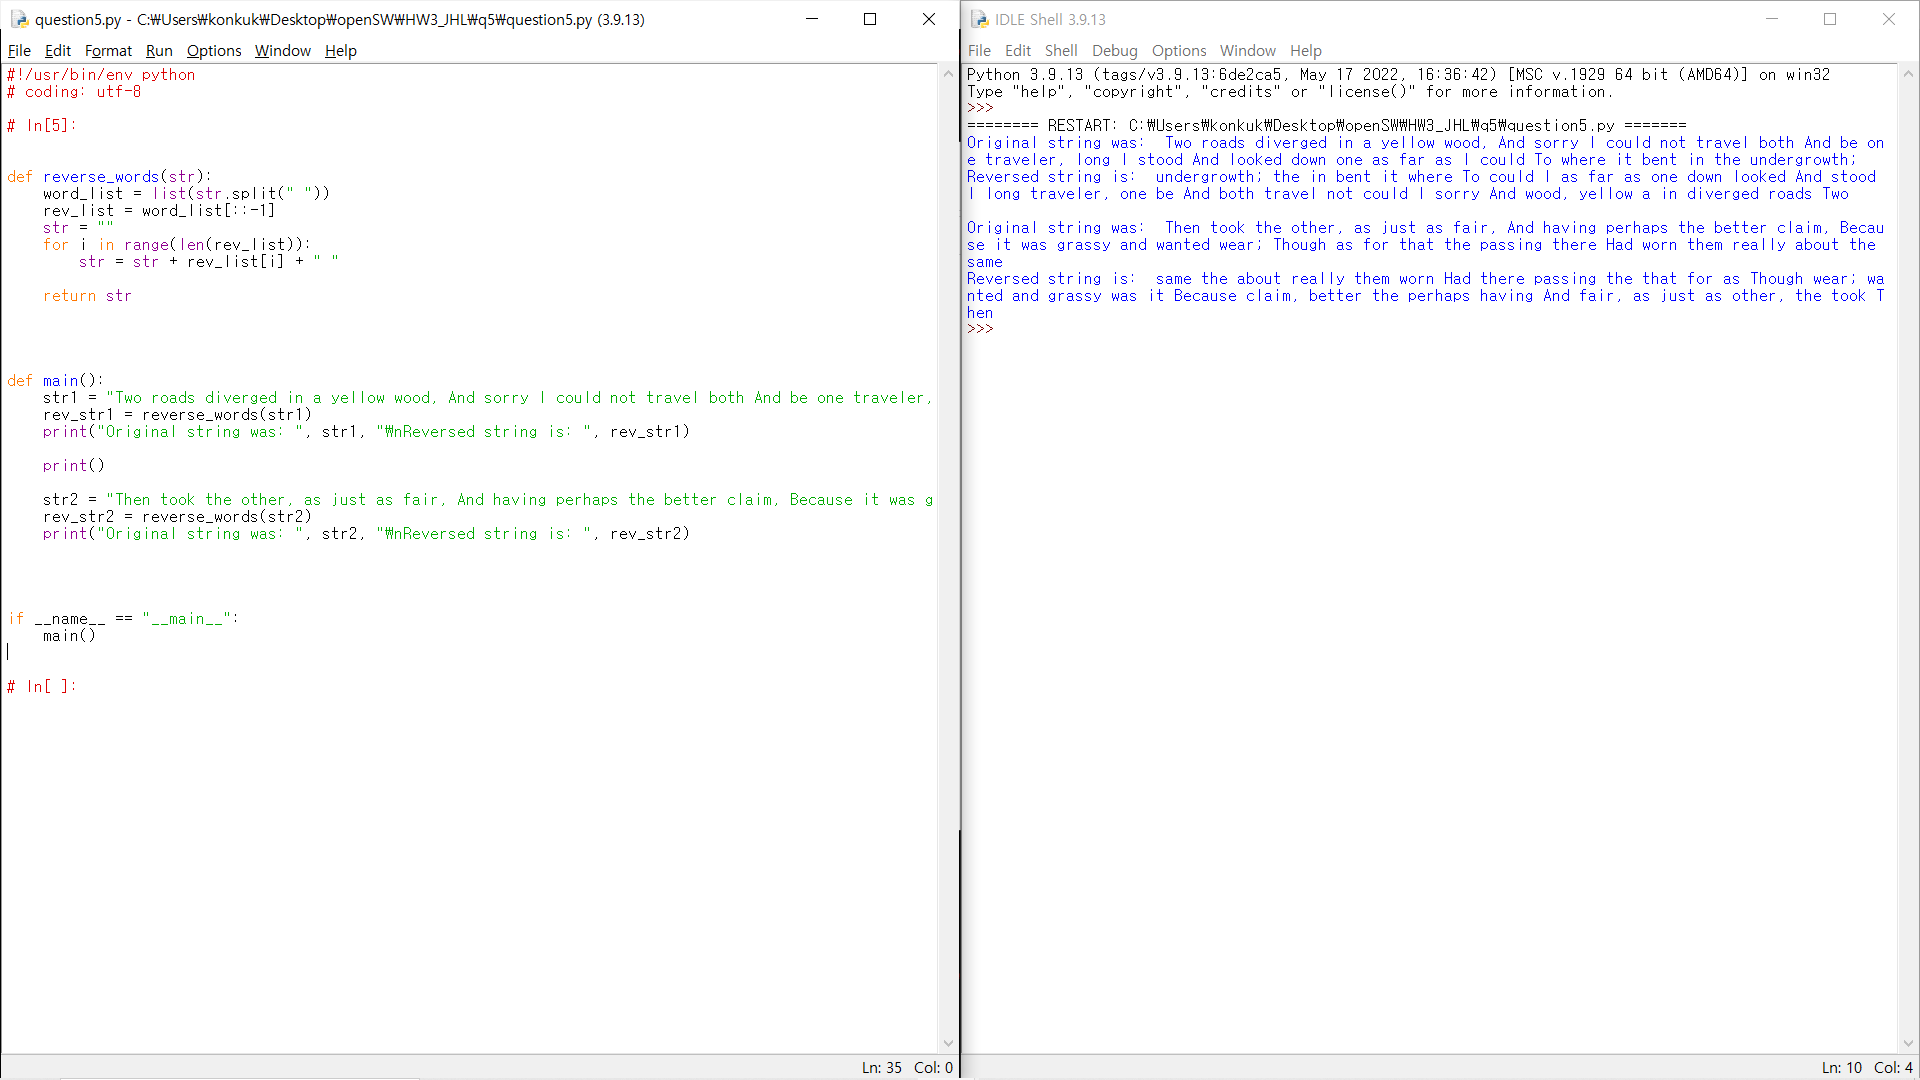 question5.py - C:₩Users₩konkuk₩Desktop₩openSW₩HW3_JHL₩q5₩question5.py (3.9.13)
File Edit Format Run Options Window Help
#!/usr/bin/env python
# coding: utf-8
# In[5]:
def reverse_words(str):
    word_list = list(str.split(" "))
    rev_list = word_list[::-1]
    str = ""
    for i in range(len(rev_list)):
        str = str + rev_list[i] + " "
    return str
def main():
    str1 = "Two roads diverged in a yellow wood, And sorry I could not travel both And be one traveler,
    rev_str1 = reverse_words(str1)
    print("Original string was: ", str1, "₩nReversed string is: ", rev_str1)
    print()
    str2 = "Then took the other, as just as fair, And having perhaps the better claim, Because it was g
    rev_str2 = reverse_words(str2)
    print("Original string was: ", str2, "₩nReversed string is: ", rev_str2)
if __name__ == "__main__":
    main()
# In[ ]:
Ln: 35 Col: 0
IDLE Shell 3.9.13
File Edit Shell Debug Options Window Help
Python 3.9.13 (tags/v3.9.13:6de2ca5, May 17 2022, 16:36:42) [MSC v.1929 64 bit (AMD64)] on win32
Type "help", "copyright", "credits" or "license()" for more information.
>>>
======== RESTART: C:₩Users₩konkuk₩Desktop₩openSW₩HW3_JHL₩q5₩question5.py =======
Original string was:  Two roads diverged in a yellow wood, And sorry I could not travel both And be on
e traveler, long I stood And looked down one as far as I could To where it bent in the undergrowth;
Reversed string is:  undergrowth; the in bent it where To could I as far as one down looked And stood
I long traveler, one be And both travel not could I sorry And wood, yellow a in diverged roads Two
Original string was:  Then took the other, as just as fair, And having perhaps the better claim, Becau
se it was grassy and wanted wear; Though as for that the passing there Had worn them really about the
same
Reversed string is:  same the about really them worn Had there passing the that for as Though wear; wa
nted and grassy was it Because claim, better the perhaps having And fair, as just as other, the took T
hen
>>>
Ln: 10 Col: 4